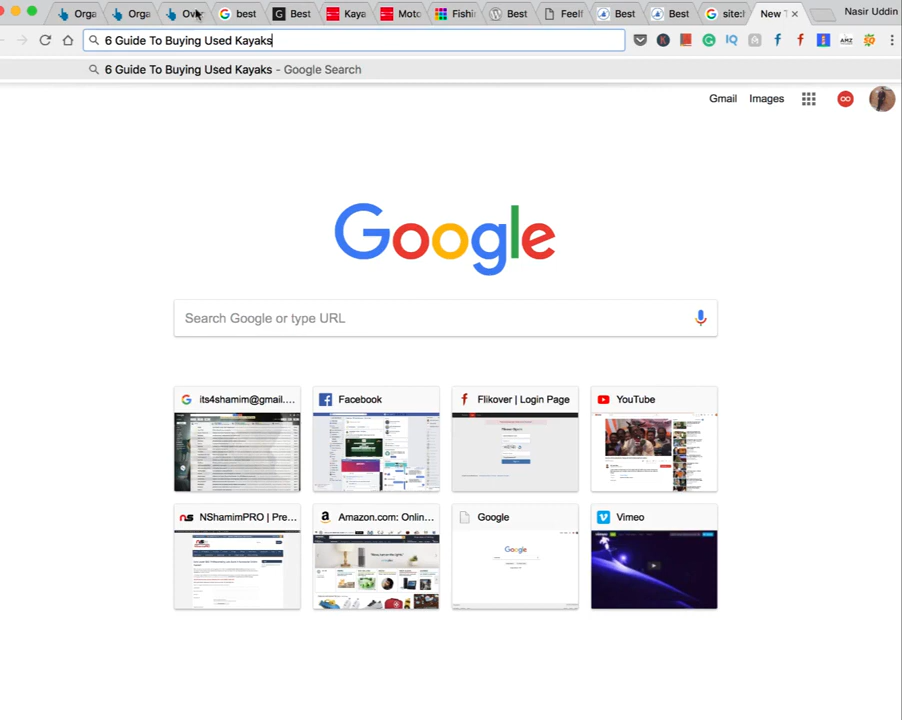 Orga
Orga
Ov
best
Best
Kaya
Moto
Fishi
Best
Feelf
Best
Best
site:
New T
Nasir Uddin
6 Guide To Buying Used Kayaks
6 Guide To Buying Used Kayaks - Google Search
Gmail Images
Google
Search Google or type URL
its4shamim@gmail.... Facebook Flikover | Login Page YouTube
NShamimPRO | Pre... Amazon.com: Onlin... Google Vimeo